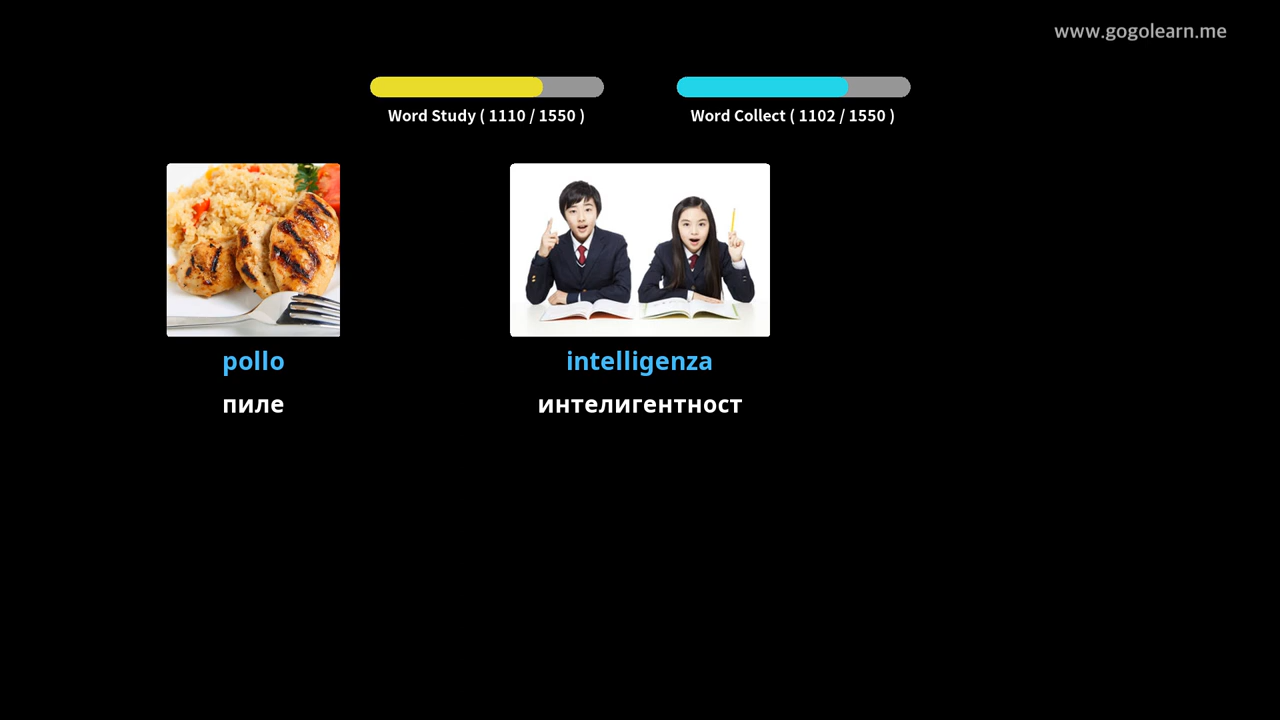 www.gogolearn.me
Word Study ( 1110 / 1550 )
Word Collect ( 1102 / 1550 )
pollo
пиле
intelligenza
интелигентност